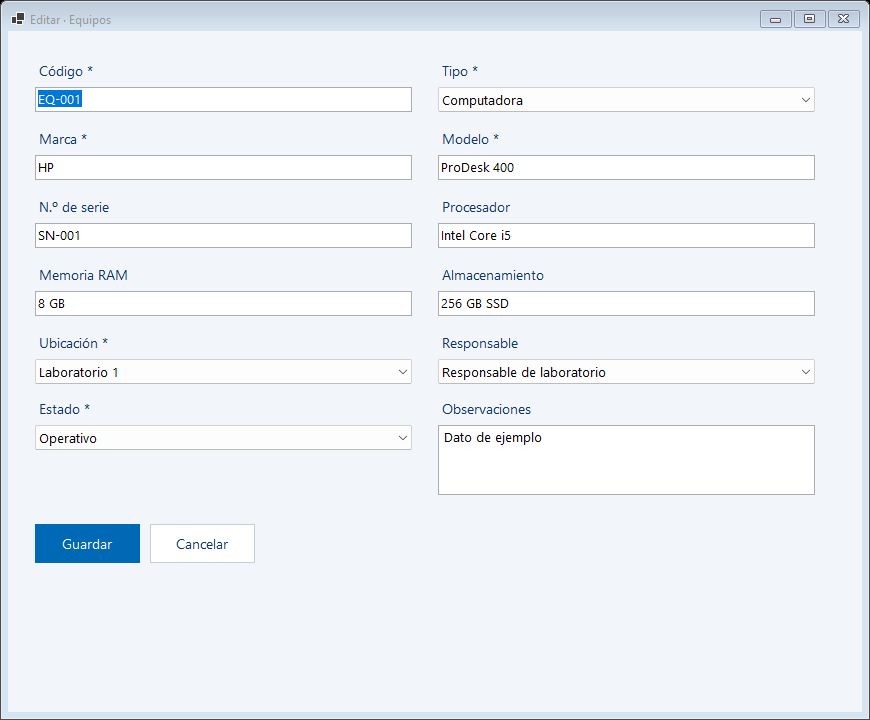 Editar · Equipos
Código *
EQ-001
Tipo *
Computadora
Marca *
HP
Modelo *
ProDesk 400
N.º de serie
SN-001
Procesador
Intel Core i5
Memoria RAM
8 GB
Almacenamiento
256 GB SSD
Ubicación *
Laboratorio 1
Responsable
Responsable de laboratorio
Estado *
Operativo
Observaciones
Dato de ejemplo
Guardar
Cancelar